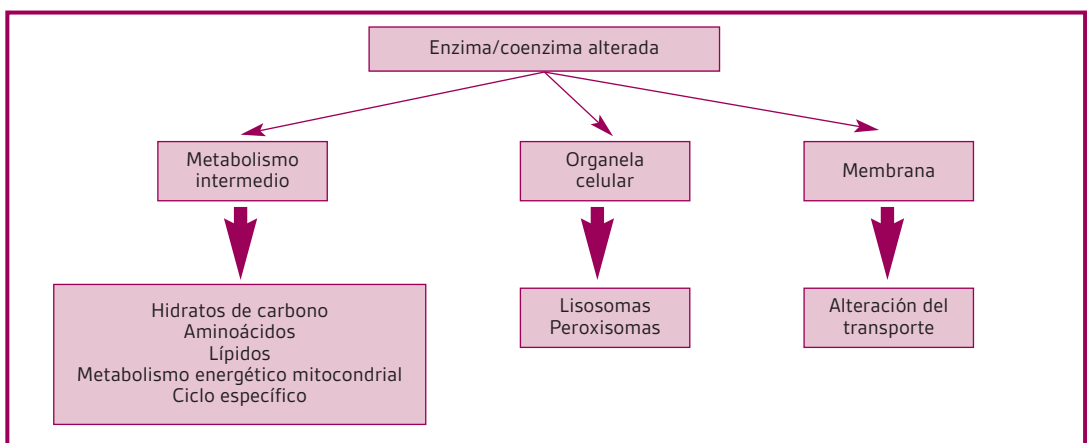 Enzima/coenzima alterada
Metabolismo
intermedio
Organela
celular
Membrana
Hidratos de carbono
Aminoácidos
Lípidos
Metabolismo energético mitocondrial
Ciclo específico
Lisosomas
Peroxisomas
Alteración del
transporte